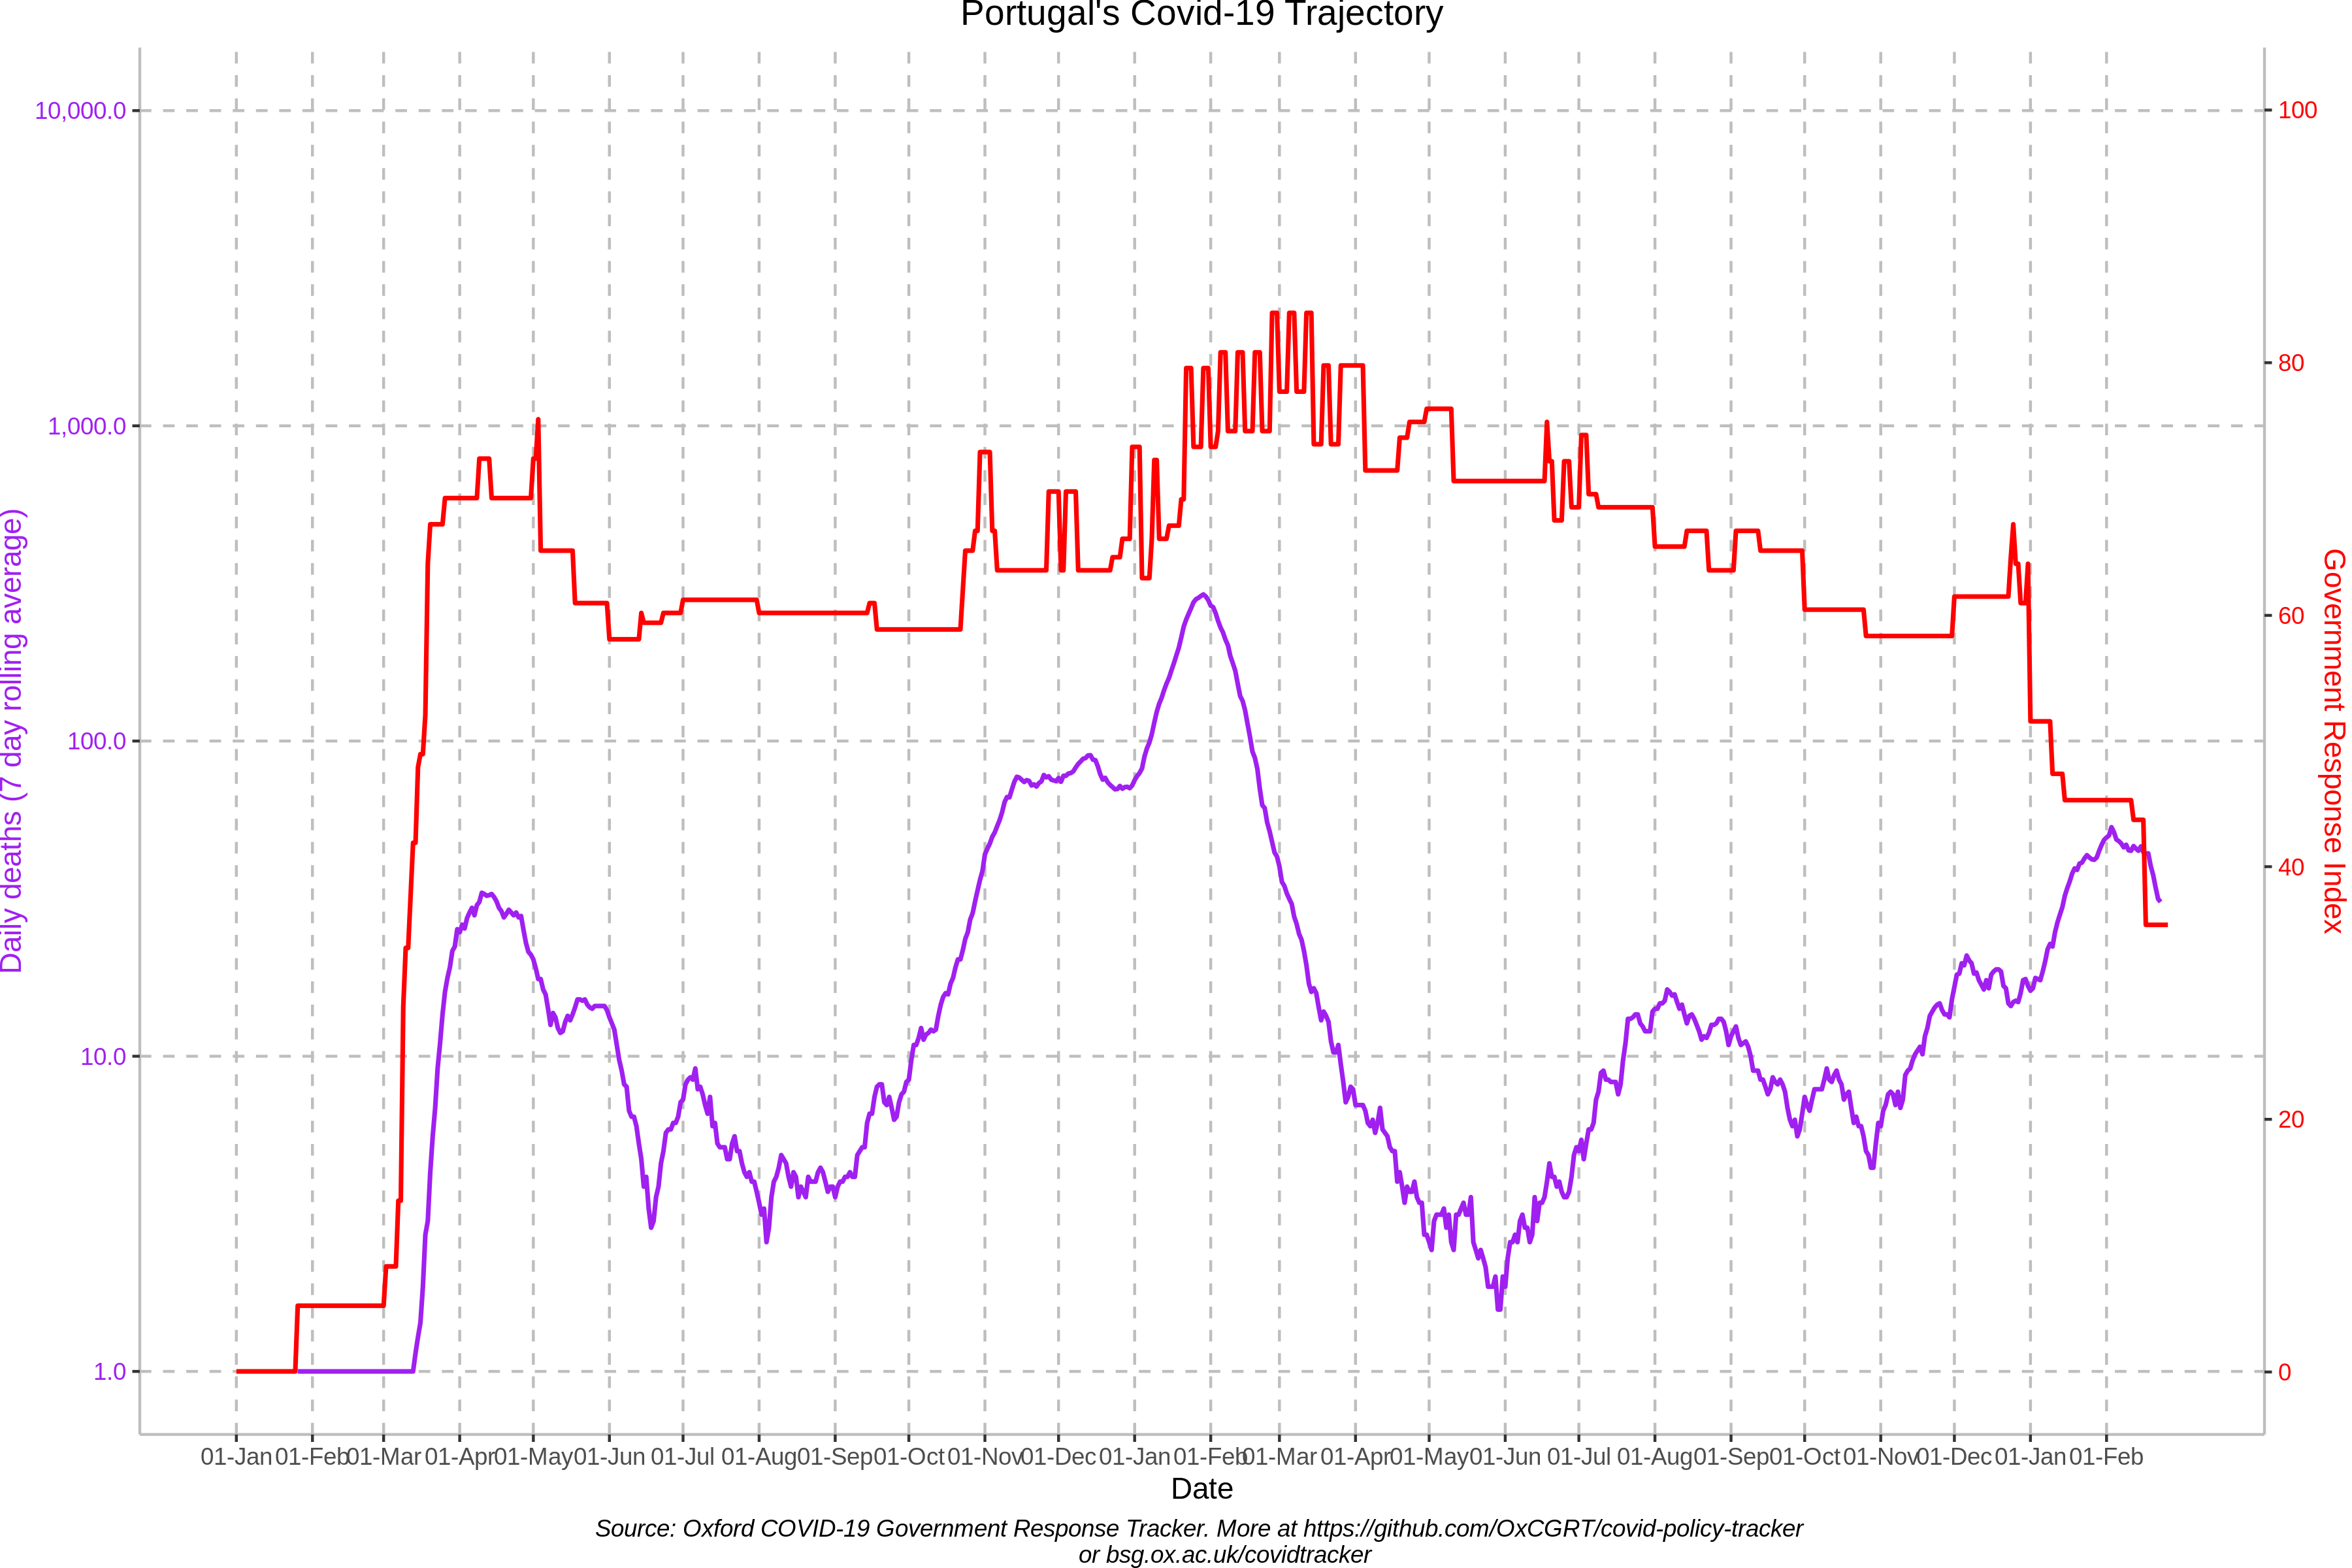 Portugal's Covid-19 Trajectory
10,000.0
1,000.0
100.0
10.0
1.0
Daily deaths (7 day rolling average)
100
80
60
40
20
0
Government Response Index
01-Jan 01-Feb 01-Mar 01-Apr 01-May 01-Jun 01-Jul 01-Aug 01-Sep 01-Oct 01-Nov 01-Dec 01-Jan 01-Feb 01-Mar 01-Apr 01-May 01-Jun 01-Jul 01-Aug 01-Sep 01-Oct 01-Nov 01-Dec 01-Jan 01-Feb
Date
Source: Oxford COVID-19 Government Response Tracker. More at https://github.com/OxCGRT/covid-policy-tracker
or bsg.ox.ac.uk/covidtracker